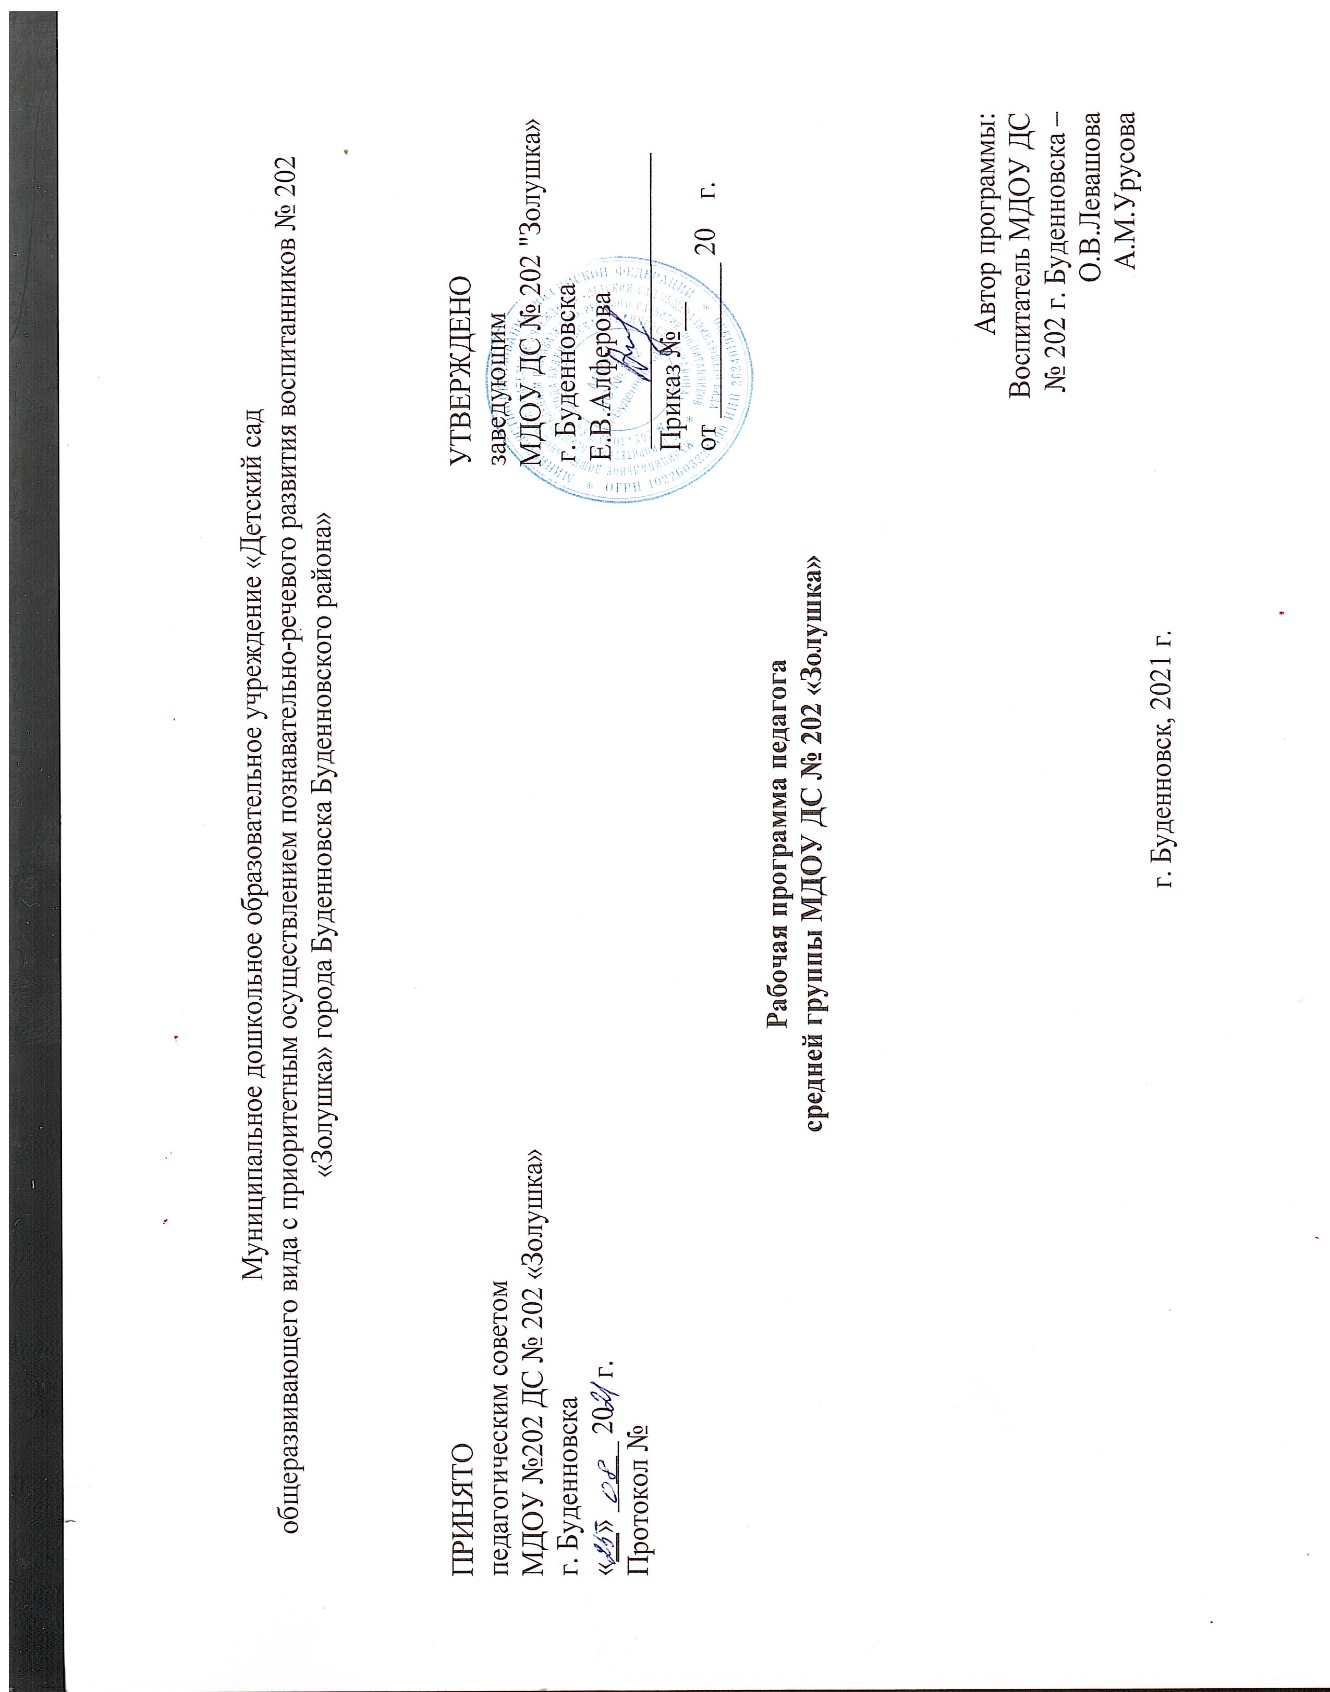 Муниципальное дошкольное образовательное учреждение «Детский сад
общеразвивающего вида с приоритетным осуществлением познавательно-речевого развития воспитанников № 202
«Золушка» города Буденновска Буденновского района»
ПРИНЯТО
педагогическим советом
МДОУ №202 ДС № 202 «Золушка»
г. Буденновска
«25» 08 2021 г.
Протокол №
УТВЕРЖДЕНО
заведующим
МДОУ ДС № 202 "Золушка"
г. Буденновска
Е.В.Алферова
Приказ № __
от ________ 20 г.
Рабочая программа педагога
средней группы МДОУ ДС № 202 «Золушка»
Автор программы:
Воспитатель МДОУ ДС
№ 202 г. Буденновска –
О.В.Левашова
А.М.Урусова
г. Буденновск, 2021 г.